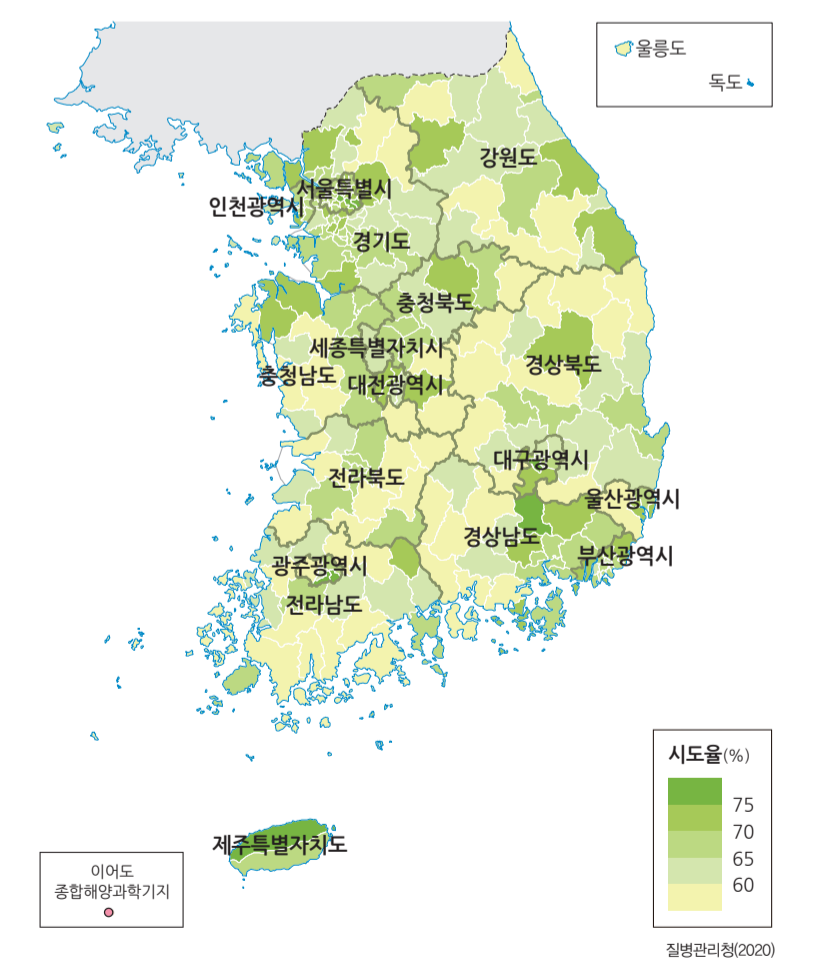 울릉도
독도
강원도
서울특별시
인천광역시
경기도
충청북도
세종특별자치시
경상북도
충청남도
대전광역시
대구광역시
전라북도
울산광역시
경상남도
부산광역시
광주광역시
전라남도
시도율(%)
75
70
65
60
제주특별자치도
이어도
종합해양과학기지
질병관리청(2020)